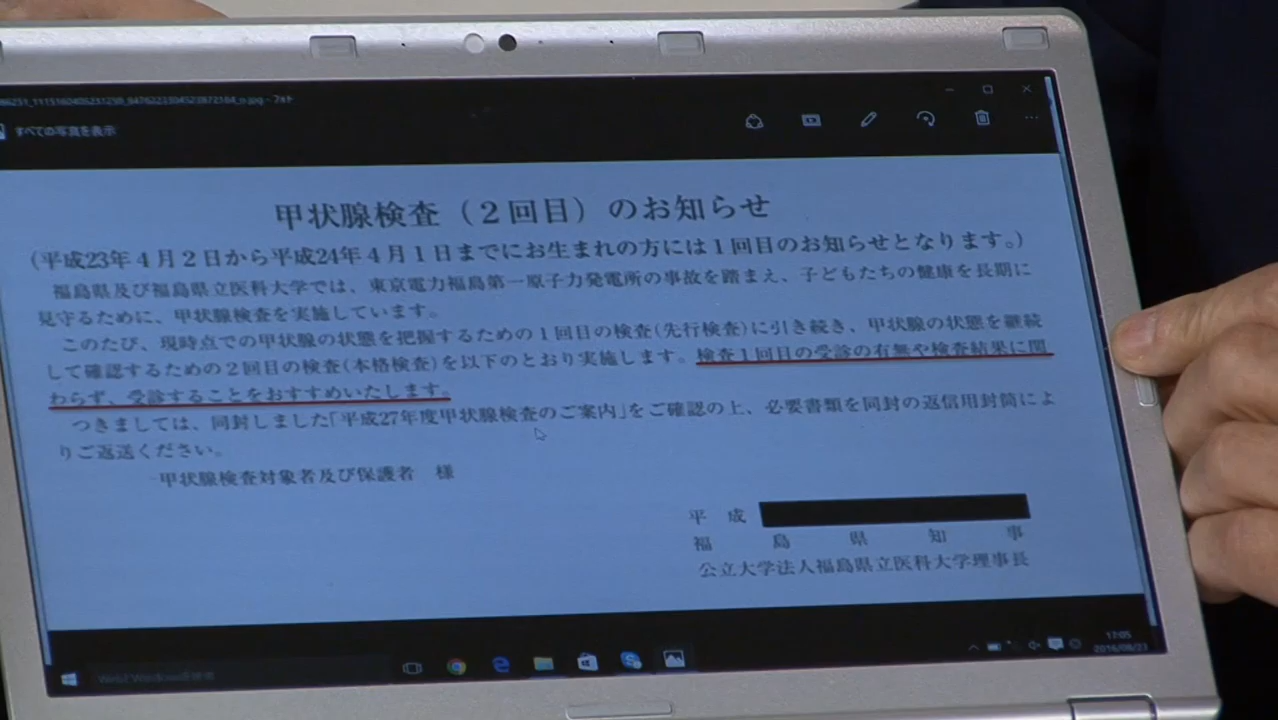 すべての写真を表示
甲状腺検査（2回目）のお知らせ
（平成23年4月2日から平成24年4月1日までにお生まれの方には1回目のお知らせとなります。）
福島県及び福島県立医科大学では、東京電力福島第一原子力発電所の事故を踏まえ、子どもたちの健康を長期に
見守るために、甲状腺検査を実施しています。
このたび、現時点での甲状腺の状態を把握するための1回目の検査(先行検査)に引き続き、甲状腺の状態を継続
して確認するための2回目の検査(本格検査)を以下のとおり実施します。検査1回目の受診の有無や検査結果に関
わらず、受診することをおすすめいたします。
つきましては、同封しました「平成27年度甲状腺検査のご案内」をご確認の上、必要書類を同封の返信用封筒によ
りご返送ください。
甲状腺検査対象者及び保護者 様
平成
福島県知事
公立大学法人福島県立医科大学理事長
17:05
2016/08/23